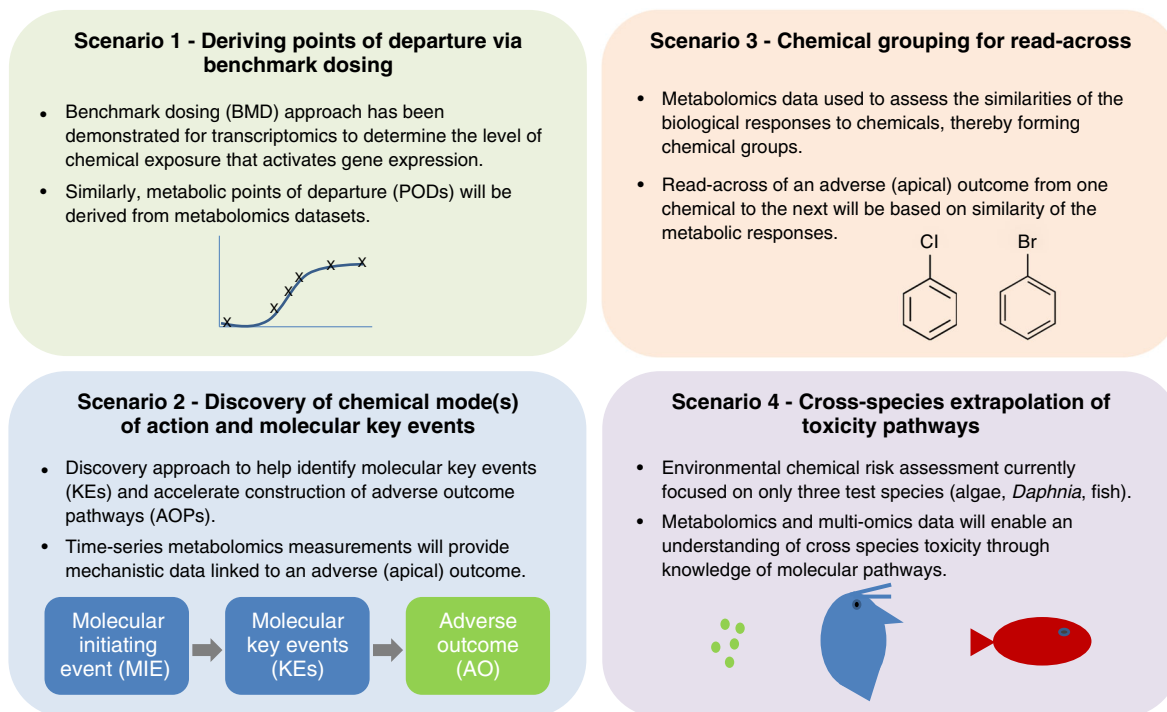 Scenario 1 - Deriving points of departure via
benchmark dosing
• Benchmark dosing (BMD) approach has been
demonstrated for transcriptomics to determine the level of
chemical exposure that activates gene expression.
• Similarly, metabolic points of departure (PODs) will be
derived from metabolomics datasets.
X X X X X X
Scenario 3 - Chemical grouping for read-across
• Metabolomics data used to assess the similarities of the
biological responses to chemicals, thereby forming
chemical groups.
• Read-across of an adverse (apical) outcome from one
chemical to the next will be based on similarity of the
metabolic responses.
Cl
Br
Scenario 2 - Discovery of chemical mode(s)
of action and molecular key events
• Discovery approach to help identify molecular key events
(KEs) and accelerate construction of adverse outcome
pathways (AOPs).
• Time-series metabolomics measurements will provide
mechanistic data linked to an adverse (apical) outcome.
Molecular
initiating
event (MIE)
Molecular
key events
(KEs)
Adverse
outcome
(AO)
Scenario 4 - Cross-species extrapolation of
toxicity pathways
• Environmental chemical risk assessment currently
focused on only three test species (algae, Daphnia, fish).
• Metabolomics and multi-omics data will enable an
understanding of cross species toxicity through
knowledge of molecular pathways.